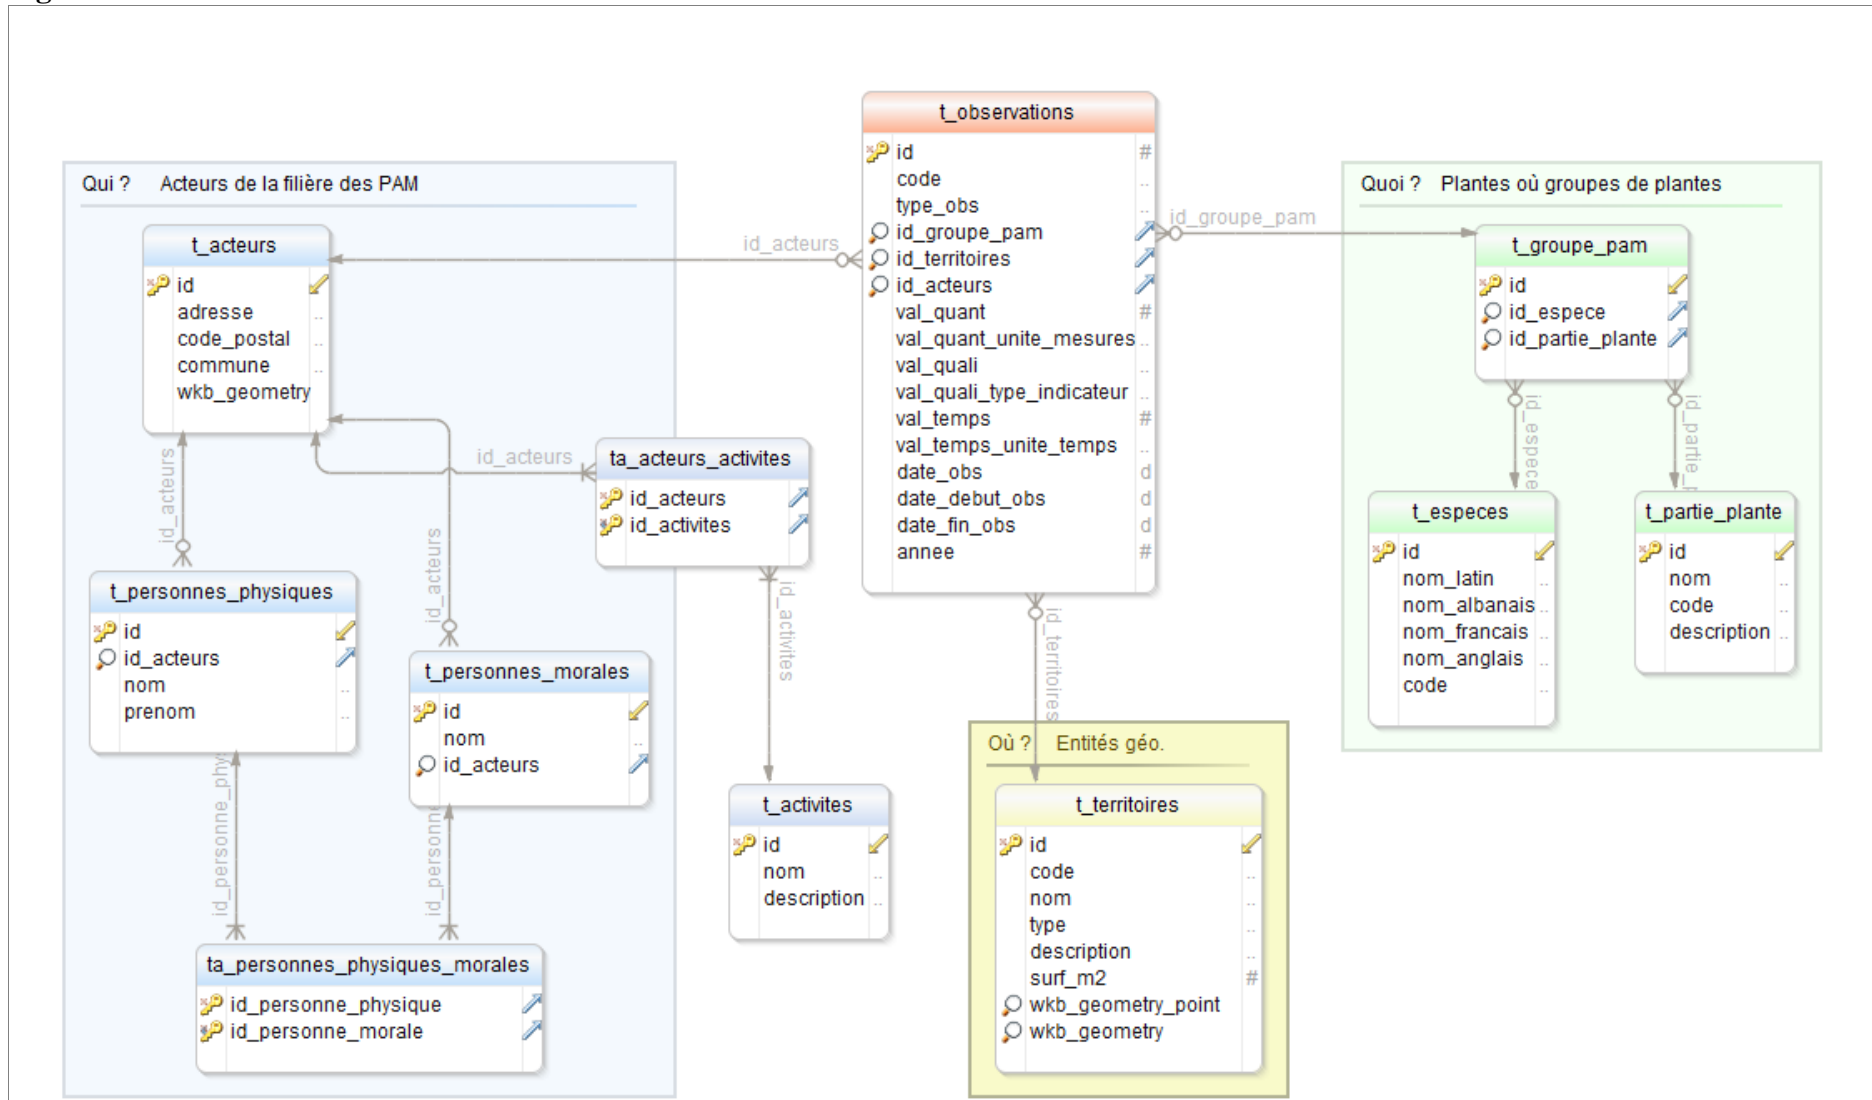 t_observations
id #
code
type_obs
id_groupe_pam
id_territoires
id_acteurs
val_quant #
val_quant_unite_mesures
val_quali
val_quali_type_indicateur
val_temps #
val_temps_unite_temps
date_obs d
date_debut_obs d
date_fin_obs d
annee #
Qui ? Acteurs de la filière des PAM
t_acteurs
id
adresse
code_postal
commune
wkb_geometry
id_acteurs
id_acteurs
id_acteurs
id_acteurs
ta_acteurs_activites
id_acteurs
id_activites
t_personnes_physiques
id
id_acteurs
nom
prenom
t_personnes_morales
id
nom
id_acteurs
id_personne_phy
id_personne
ta_personnes_physiques_morales
id_personne_physique
id_personne_morale
id_activites
t_activites
id
nom
description
id_territoires
Où ? Entités géo.
t_territoires
id
code
nom
type
description
surf_m2 #
wkb_geometry_point
wkb_geometry
id_groupe_pam
Quoi ? Plantes où groupes de plantes
t_groupe_pam
id
id_espece
id_partie_plante
id_espece
id_partie_
t_especes
id
nom_latin
nom_albanais
nom_francais
nom_anglais
code
t_partie_plante
id
nom
code
description